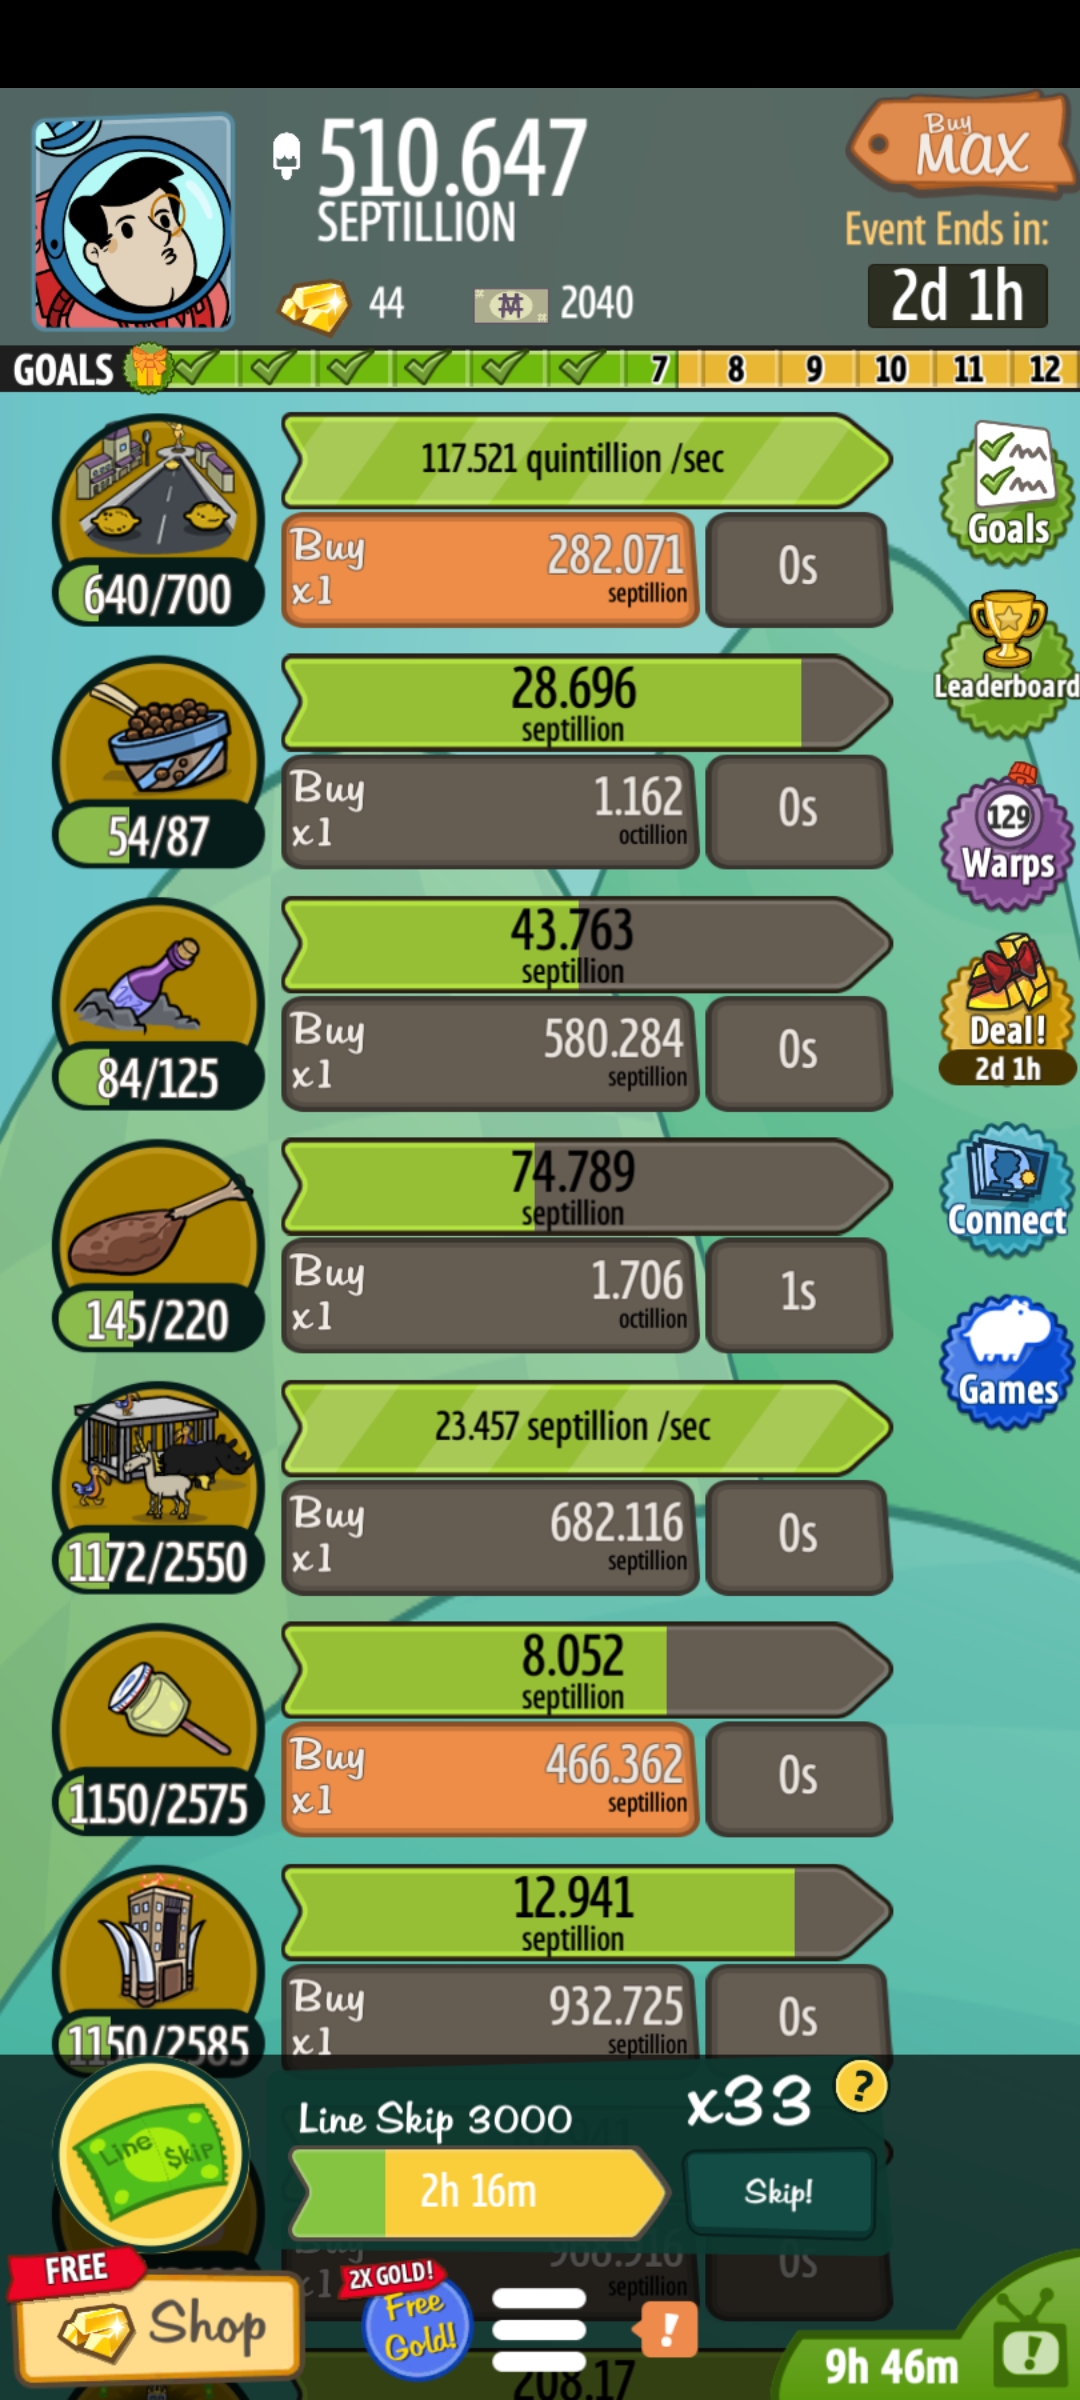 510.647
SEPTILLION
Buy
MAX
Event Ends in:
2d 1h
44
2040
GOALS
7 8 9 10 11 12
117.521 quintillion /sec
Buy
x1
282.071
septillion
0s
640/700
Goals
28.696
septillion
Buy
x1
1.162
octillion
0s
54/87
Leaderboard
43.763
septillion
Buy
x1
580.284
septillion
0s
84/125
129
Warps
74.789
septillion
Buy
x1
1.706
octillion
1s
145/220
Deal!
2d 1h
Connect
Games
23.457 septillion /sec
Buy
x1
682.116
septillion
0s
1172/2550
8.052
septillion
Buy
x1
466.362
septillion
0s
1150/2575
12.941
septillion
Buy
x1
932.725
septillion
0s
1150/2585
Line $kip
Line Skip 3000
x33
?
2h 16m
Skip!
septillion
0s
FREE
Shop
2X GOLD!
Free
Gold!
!
9h 46m
!
208.17